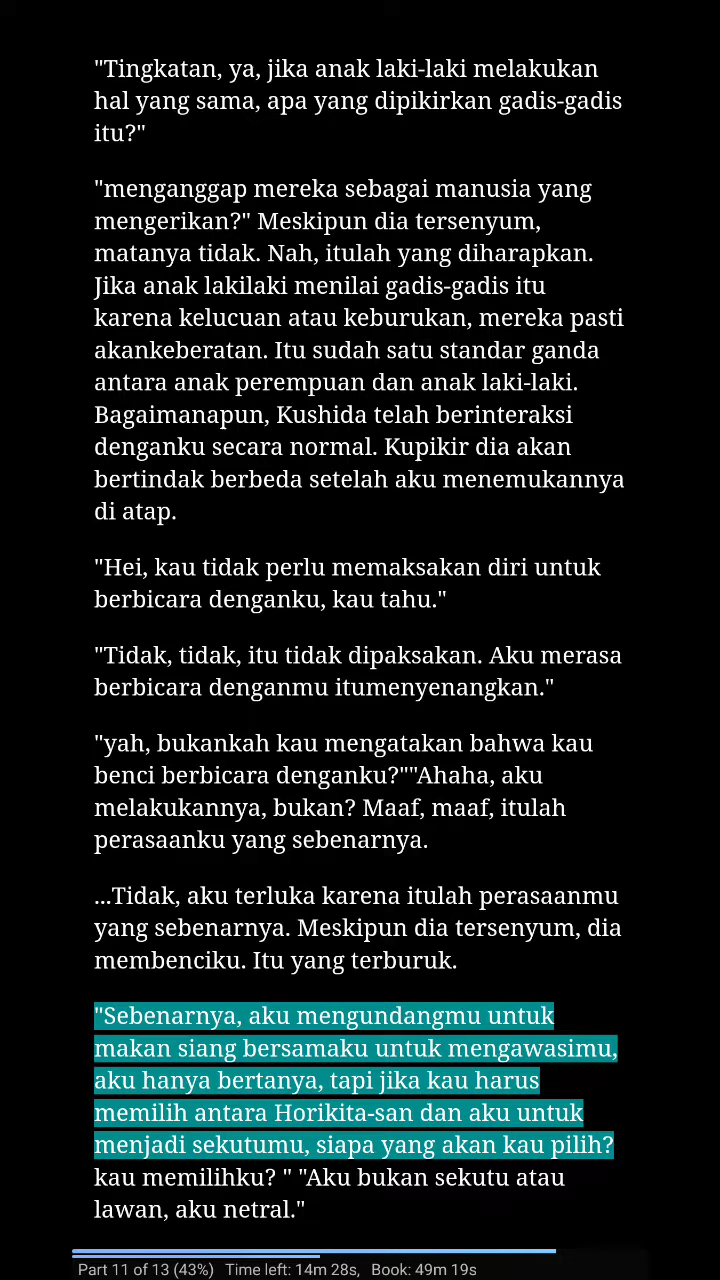 "Tingkatan, ya, jika anak laki-laki melakukan
hal yang sama, apa yang dipikirkan gadis-gadis
itu?"
"menganggap mereka sebagai manusia yang
mengerikan?" Meskipun dia tersenyum,
matanya tidak. Nah, itulah yang diharapkan.
Jika anak lakilaki menilai gadis-gadis itu
karena kelucuan atau keburukan, mereka pasti
akankeberatan. Itu sudah satu standar ganda
antara anak perempuan dan anak laki-laki.
Bagaimanapun, Kushida telah berinteraksi
denganku secara normal. Kupikir dia akan
bertindak berbeda setelah aku menemukannya
di atap.
"Hei, kau tidak perlu memaksakan diri untuk
berbicara denganku, kau tahu."
"Tidak, tidak, itu tidak dipaksakan. Aku merasa
berbicara denganmu itumenyenangkan."
"yah, bukankah kau mengatakan bahwa kau
benci berbicara denganku?""Ahaha, aku
melakukannya, bukan? Maaf, maaf, itulah
perasaanku yang sebenarnya.
...Tidak, aku terluka karena itulah perasaanmu
yang sebenarnya. Meskipun dia tersenyum, dia
membenciku. Itu yang terburuk.
"Sebenarnya, aku mengundangmu untuk
makan siang bersamaku untuk mengawasimu,
aku hanya bertanya, tapi jika kau harus
memilih antara Horikita-san dan aku untuk
menjadi sekutumu, siapa yang akan kau pilih?
kau memilihku? " "Aku bukan sekutu atau
lawan, aku netral."
Part 11 of 13 (43%) Time left: 14m 28s, Book: 49m 19s